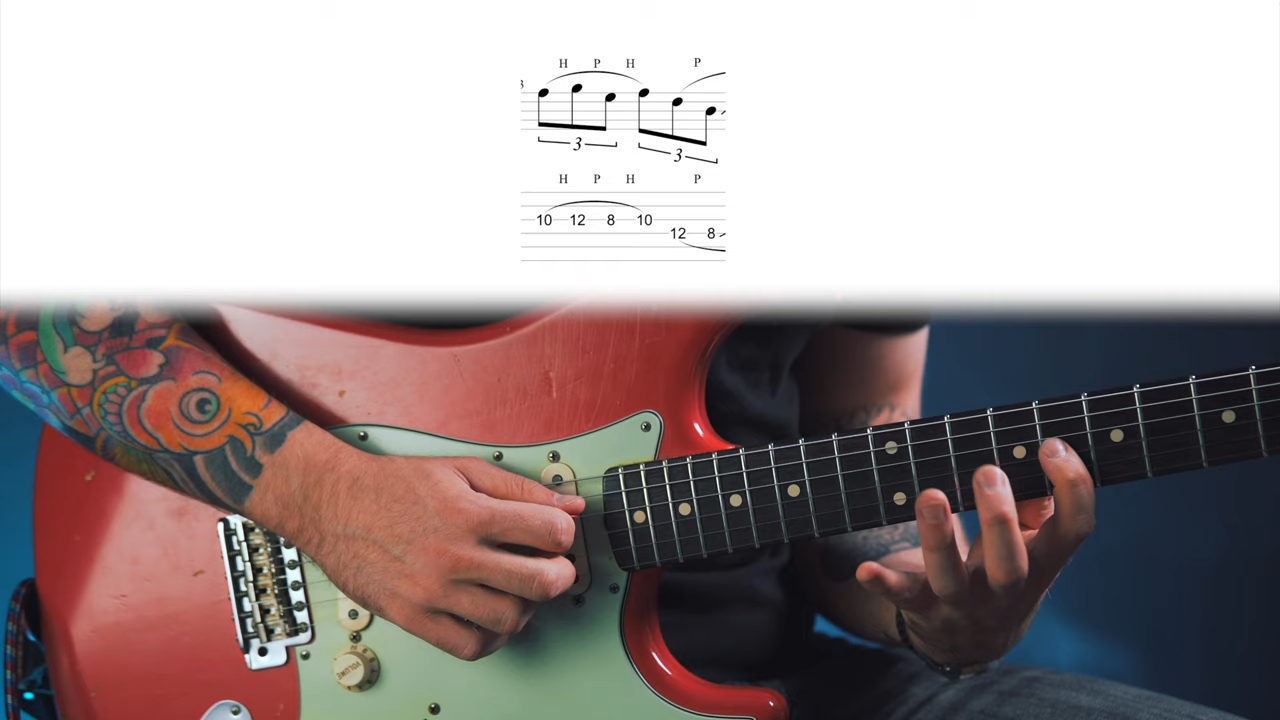 H P H P
3 3
H P H P
10 12 8 10
12 8
VOLUME